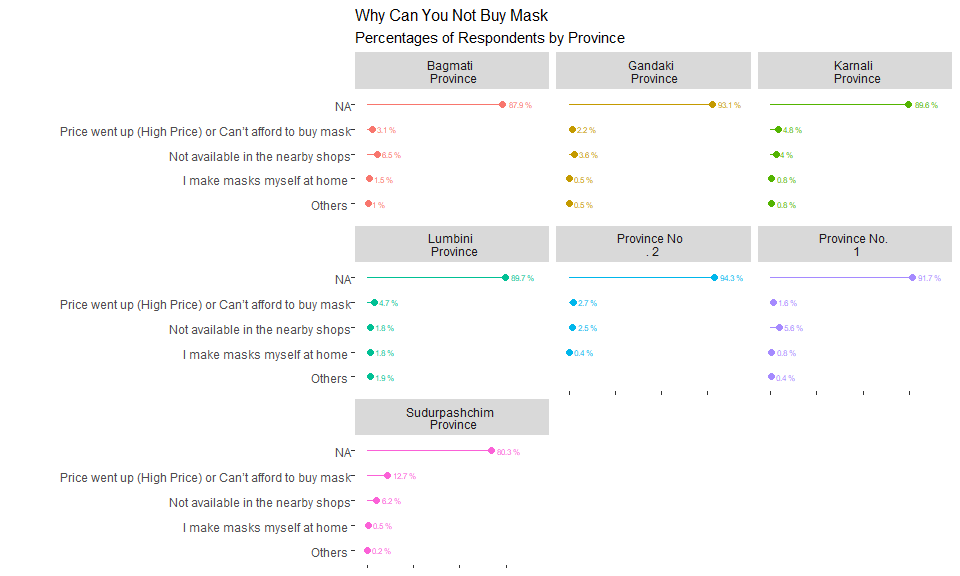 Why Can You Not Buy Mask
Percentages of Respondents by Province
Bagmati Province
Gandaki Province
Karnali Province
NA 87.9 % 93.1 % 89.6 %
Price went up (High Price) or Can't afford to buy mask 3.1 % 2.2 % 4.8 %
Not available in the nearby shops 6.5 % 3.6 % 4 %
I make masks myself at home 1.5 % 0.5 % 0.8 %
Others 1 % 0.5 % 0.8 %
Lumbini Province
Province No . 2
Province No. 1
NA 89.7 % 94.3 % 91.7 %
Price went up (High Price) or Can't afford to buy mask 4.7 % 2.7 % 1.6 %
Not available in the nearby shops 1.8 % 2.5 % 5.6 %
I make masks myself at home 1.8 % 0.4 % 0.8 %
Others 1.9 % 0.4 %
Sudurpashchim Province
NA 80.3 %
Price went up (High Price) or Can't afford to buy mask 12.7 %
Not available in the nearby shops 6.2 %
I make masks myself at home 0.5 %
Others 0.2 %